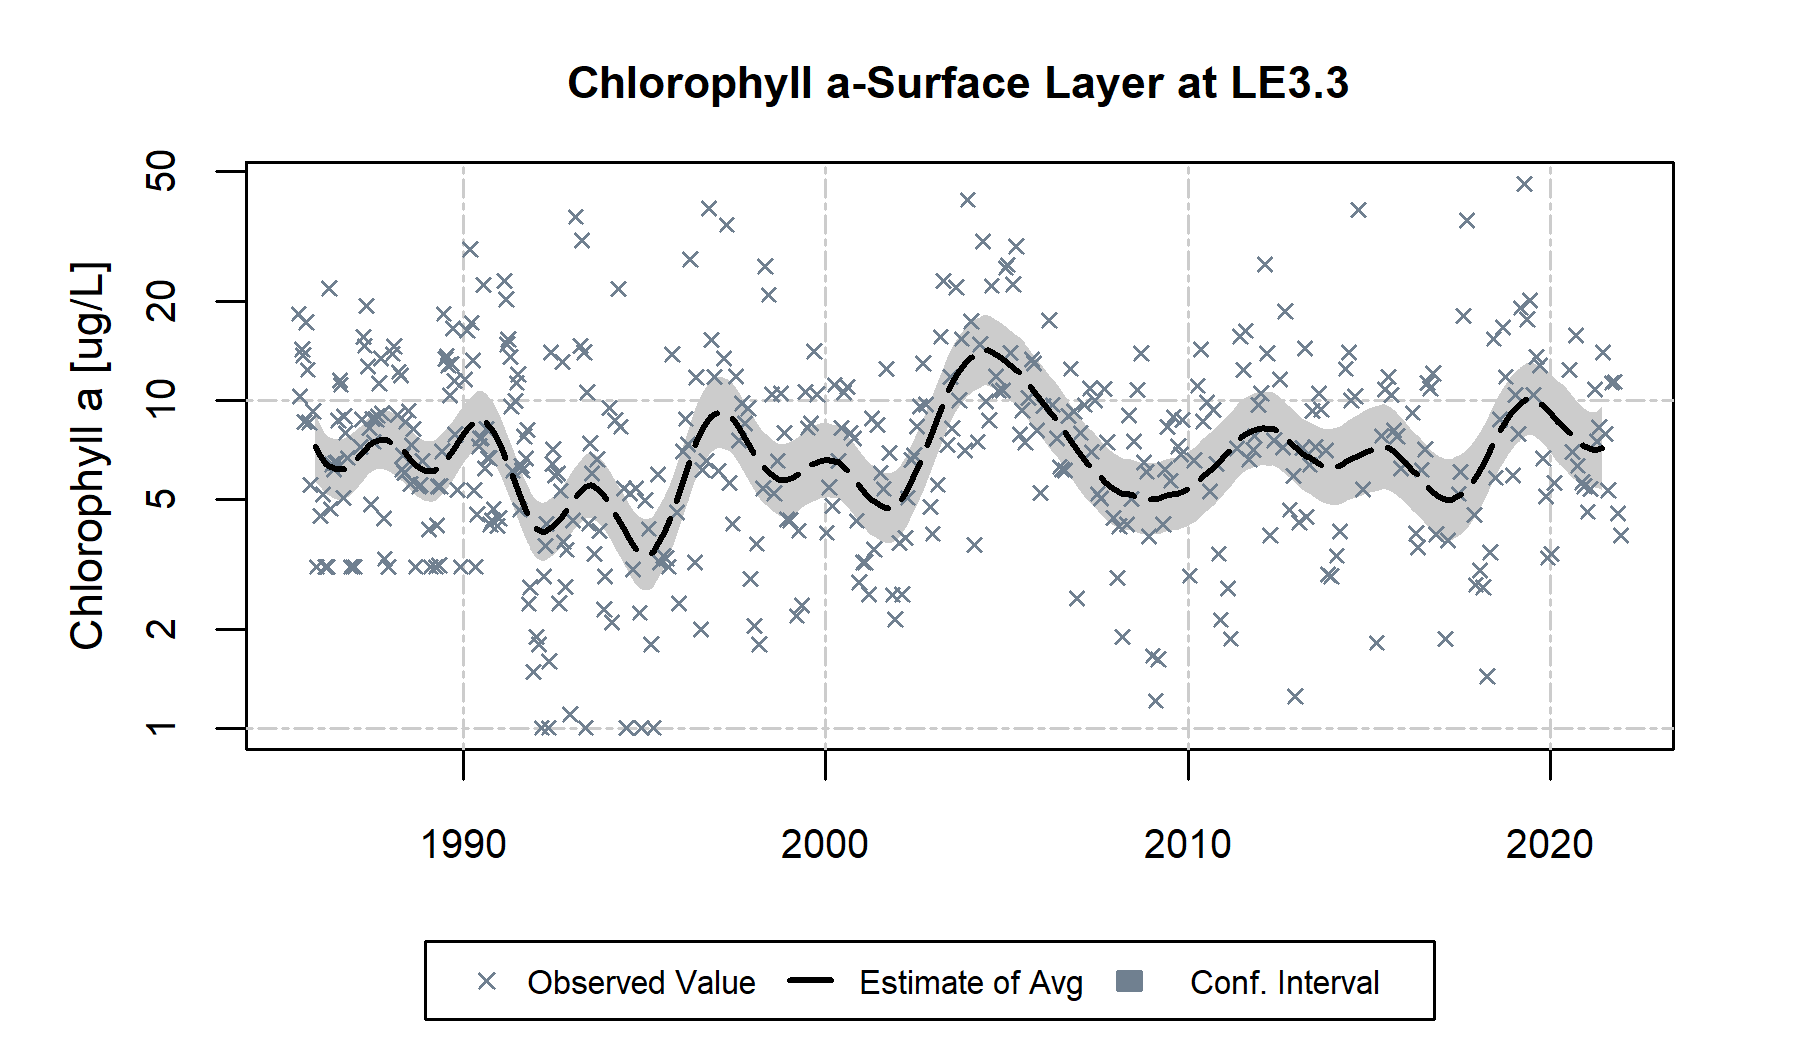 Chlorophyll a-Surface Layer at LE3.3
Chlorophyll a [ug/L]
50
20
10
5
2
1
1990 2000 2010 2020
Observed Value Estimate of Avg Conf. Interval